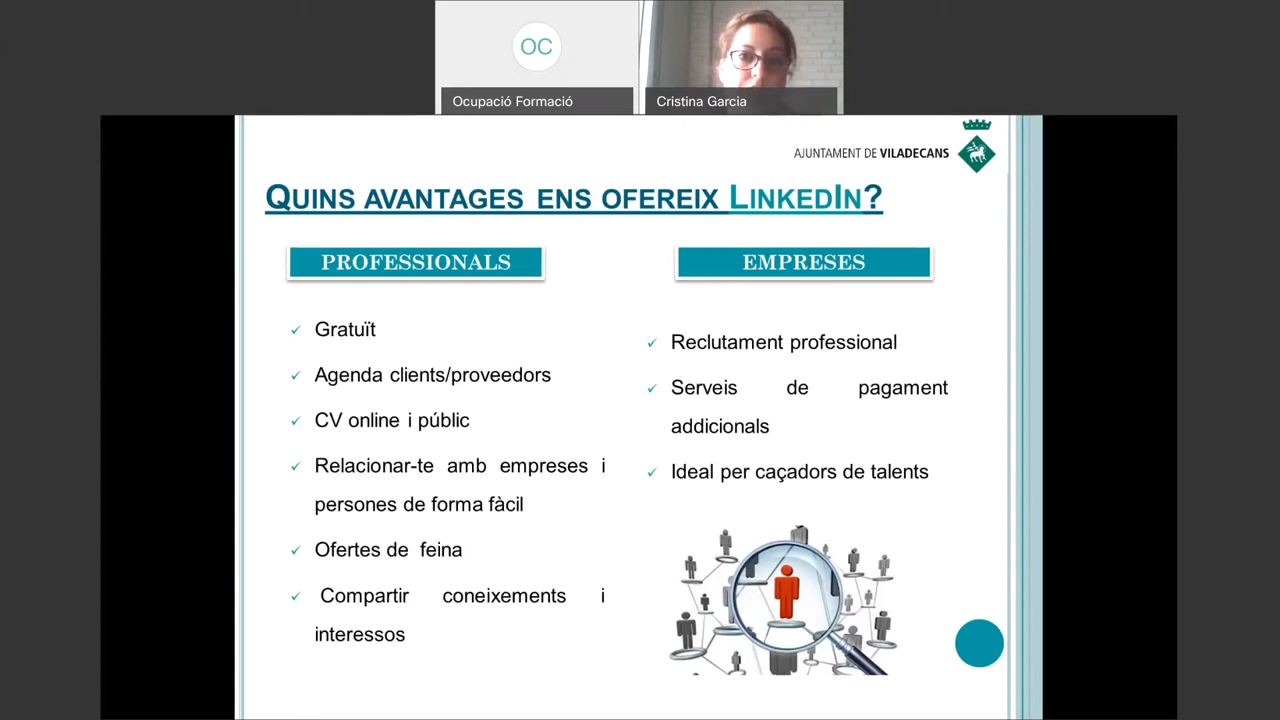 OC
Ocupació Formació
Cristina Garcia
AJUNTAMENT DE VILADECANS
QUINS AVANTAGES ENS OFEREIX LINKEDIN?
PROFESSIONALS
Gratuït
Agenda clients/proveedors
CV online i públic
Relacionar-te amb empreses i
persones de forma fàcil
Ofertes de feina
Compartir coneixements i
interessos
EMPRESES
Reclutament professional
Serveis de pagament
addicionals
Ideal per caçadors de talents